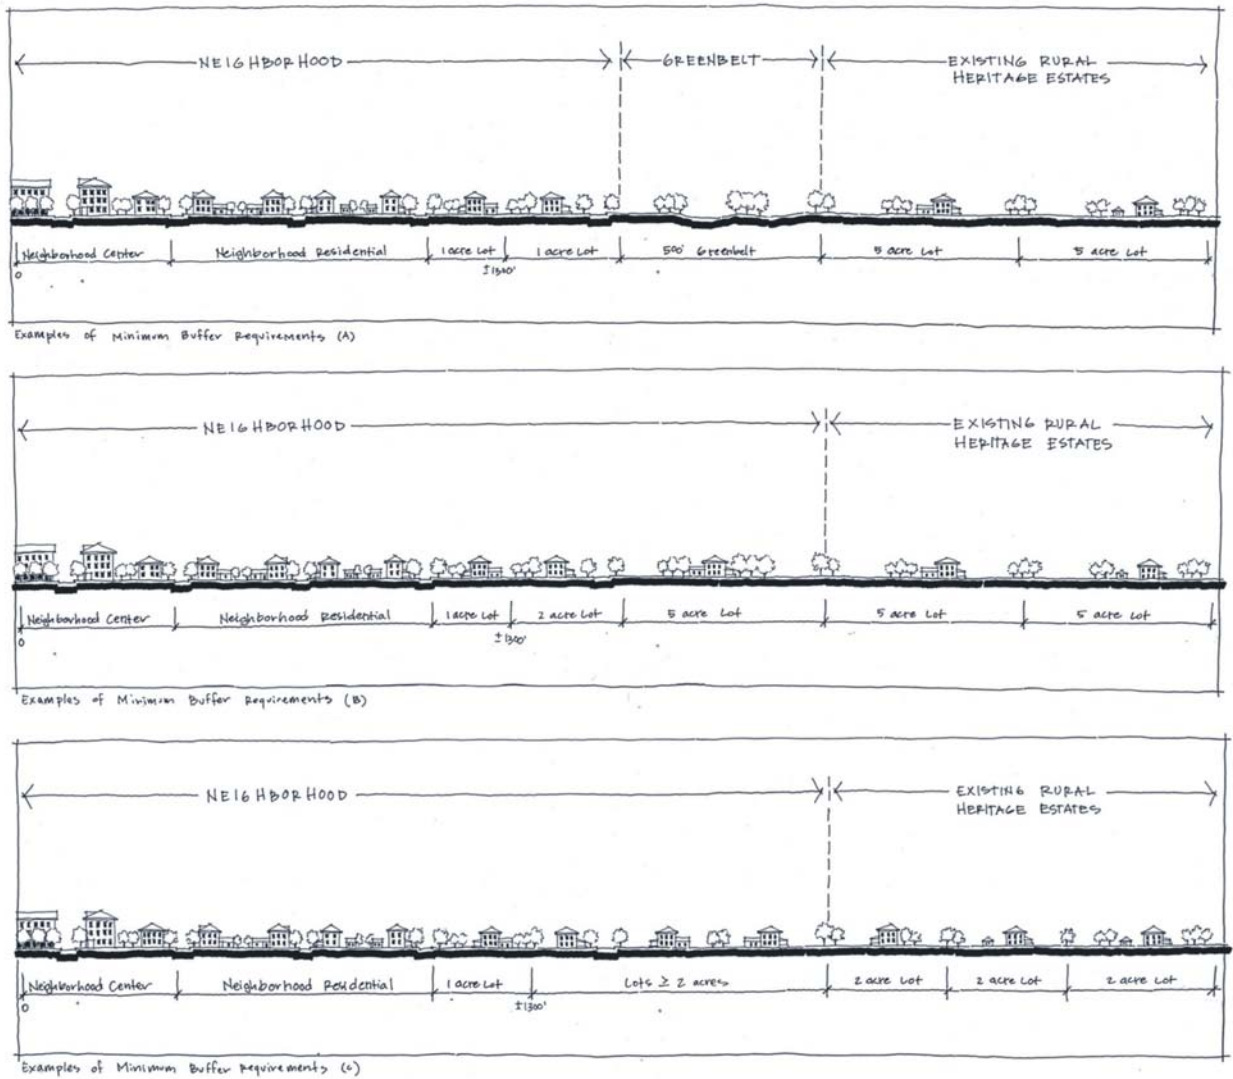 NEIGHBORHOOD GREENBELT EXISTING RURAL
HERITAGE ESTATES
Neighborhood Center Neighborhood Residential 1 acre Lot 1 acre Lot 500' Greenbelt 5 acre Lot 5 acre Lot
0 ±1300'
Examples of Minimum Buffer Requirements (A)
NEIGHBORHOOD EXISTING RURAL
HERITAGE ESTATES
Neighborhood Center Neighborhood Residential 1 acre Lot 2 acre Lot 5 acre Lot 5 acre Lot 5 acre Lot
0 ±1300'
Examples of Minimum Buffer Requirements (B)
NEIGHBORHOOD EXISTING RURAL
HERITAGE ESTATES
Neighborhood Center Neighborhood Residential 1 acre Lot Lots ≥ 2 acres 2 acre Lot 2 acre Lot 2 acre Lot
0 ±1300'
Examples of Minimum Buffer Requirements (C)